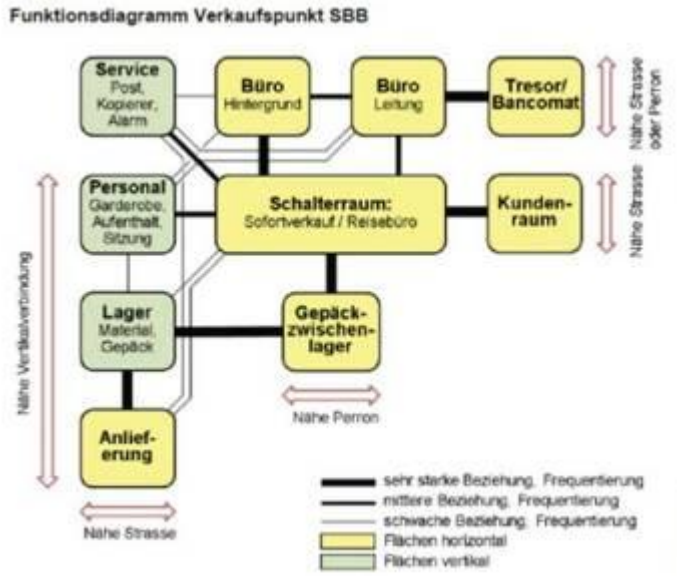 Funktionsdiagramm Verkaufspunkt SBB
Service
Post,
Kopierer,
Alarm
Büro
Hintergrund
Büro
Leitung
Tresor/
Bancomat
Nähe Strasse
oder Perron
Personal
Garderobe,
Aufenthalt,
Sitzung
Schalterraum:
Sofortverkauf / Reisebüro
Kunden-
raum
Nähe Strasse
Nähe Vertikalverbindung
Lager
Material,
Gepäck
Gepäck-
zwischen-
lager
Nähe Perron
Anlief-
erung
Nähe Strasse
sehr starke Beziehung, Frequentierung
mittlere Beziehung, Frequentierung
schwache Beziehung, Frequentierung
Flächen horizontal
Flächen vertikal